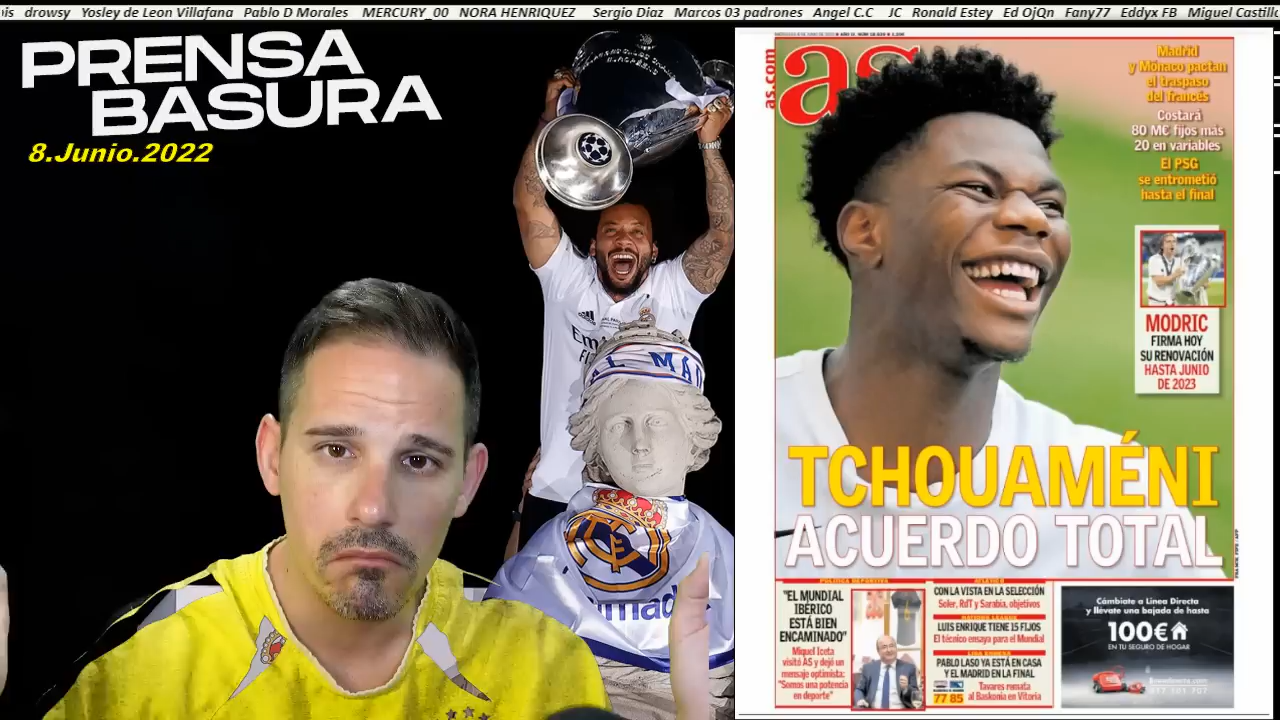 drowsy Yosley de Leon Villafana Pablo D Morales MERCURY_00 NORA HENRIQUEZ Sergio Diaz Marcos 03 padrones Angel C.C JC Ronald Estey Ed OjQn Fany77 Eddyx FB Miguel Castill
PRENSA
BASURA
8.Junio.2022
as.com
as
Madrid
y Mónaco pactan
el traspaso
del francés
Costará
80 M€ fijos más
20 en variables
El PSG
se entrometió
hasta el final
MODRIC
FIRMA HOY
SU RENOVACIÓN
HASTA JUNIO
DE 2023
TCHOUAMÉNI
ACUERDO TOTAL
POLÍTICA DEPORTIVA
"EL MUNDIAL
IBÉRICO
ESTÁ BIEN
ENCAMINADO"
Miquel Iceta
visitó AS y dejó un
mensaje optimista:
"Somos una potencia
en deporte"
CON LA VISTA EN LA SELECCIÓN
Soler, RdT y Sarabia, objetivos
LUIS ENRIQUE TIENE 15 FIJOS
El técnico ensaya para el Mundial
LIGA ENDESA
PABLO LASO YA ESTÁ EN CASA
Y EL MADRID EN LA FINAL
77 85
Tavares remata
al Baskonia en Vitoria
Cámbiate a Línea Directa
y llévate una bajada de hasta
100€
EN TU SEGURO DE HOGAR